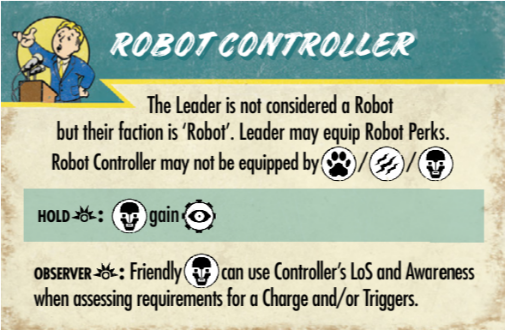 ROBOT CONTROLLER
The Leader is not considered a Robot
but their faction is ‘Robot’. Leader may equip Robot Perks.
Robot Controller may not be equipped by / /
HOLD : gain
OBSERVER : Friendly can use Controller’s LoS and Awareness
when assessing requirements for a Charge and/or Triggers.